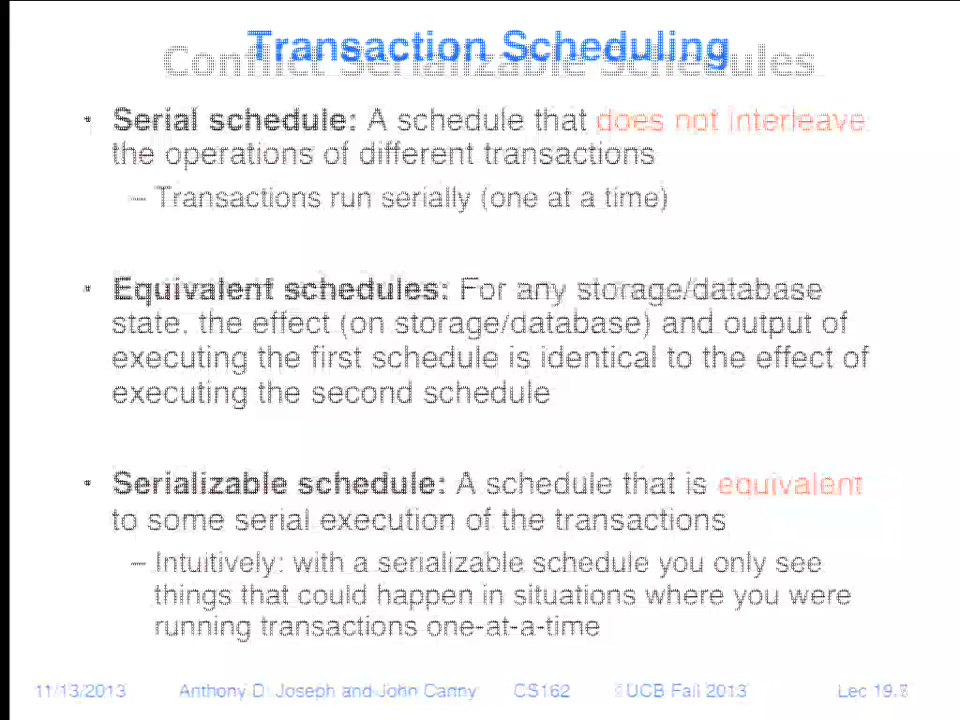 Transaction Scheduling
Conflict Serializable Schedules
• Serial schedule: A schedule that does not interleave
the operations of different transactions
– Transactions run serially (one at a time)
• Equivalent schedules: For any storage/database
state, the effect (on storage/database) and output of
executing the first schedule is identical to the effect of
executing the second schedule
• Serializable schedule: A schedule that is equivalent
to some serial execution of the transactions
– Intuitively: with a serializable schedule you only see
things that could happen in situations where you were
running transactions one-at-a-time
11/13/2013 Anthony D. Joseph and John Canny CS162 UCB Fall 2013 Lec